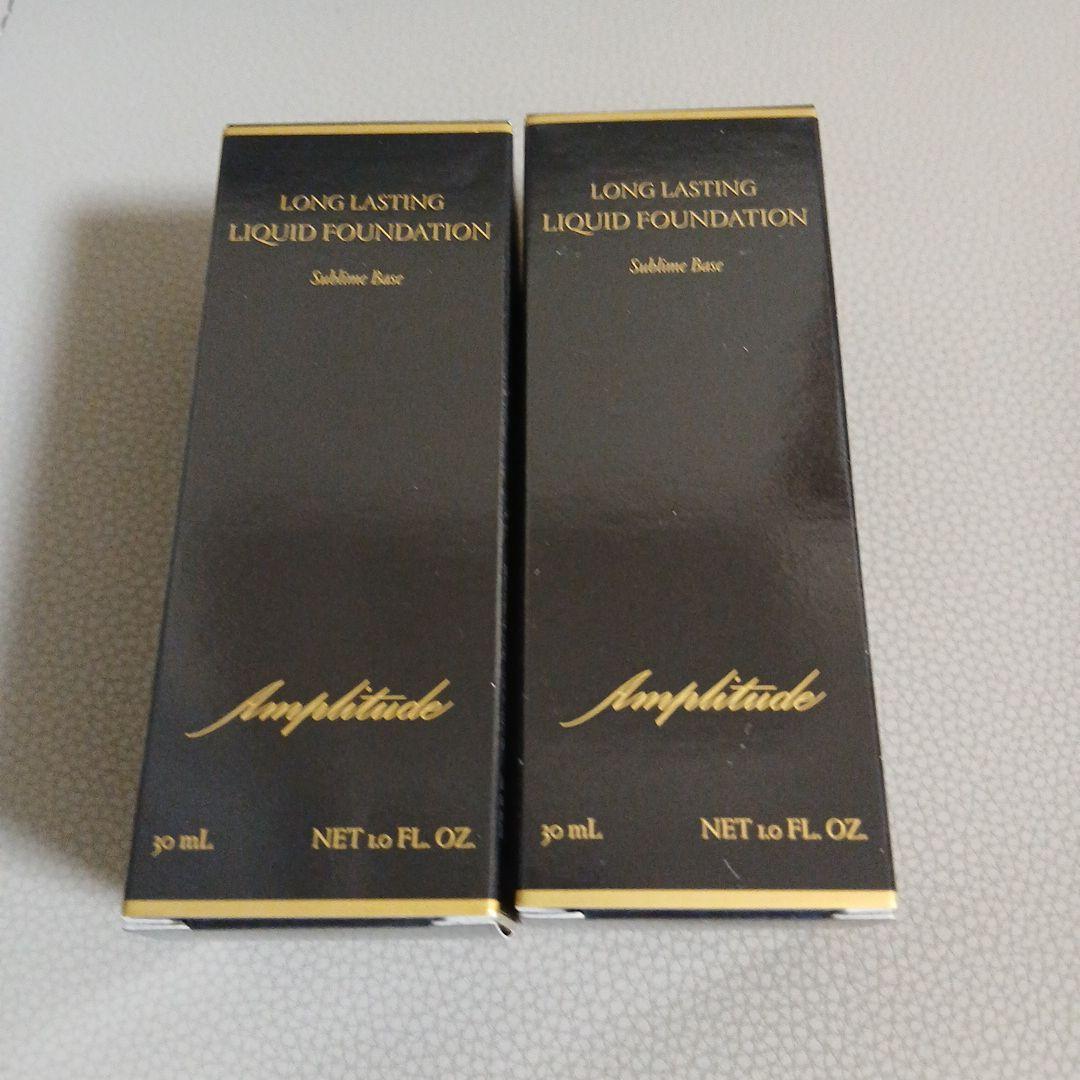 LONG LASTING
LIQUID FOUNDATION
Sublime Base
Amplitude
30 mL NET 1.0 FL. OZ.
LONG LASTING
LIQUID FOUNDATION
Sublime Base
Amplitude
30 mL NET 1.0 FL. OZ.